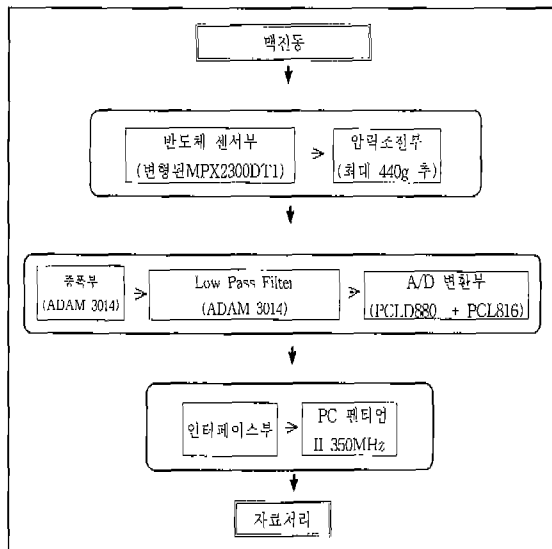 맥진동
반도체 센서부
(변형된MPX2300DT1)
압력조절부
(최대 440g 추)
증폭부
(ADAM 3014)
Low Pass Filter
(ADAM 3014)
A/D 변환부
(PCLD880 + PCL816)
인터페이스부
PC 펜티엄
II 350MHz
자료처리